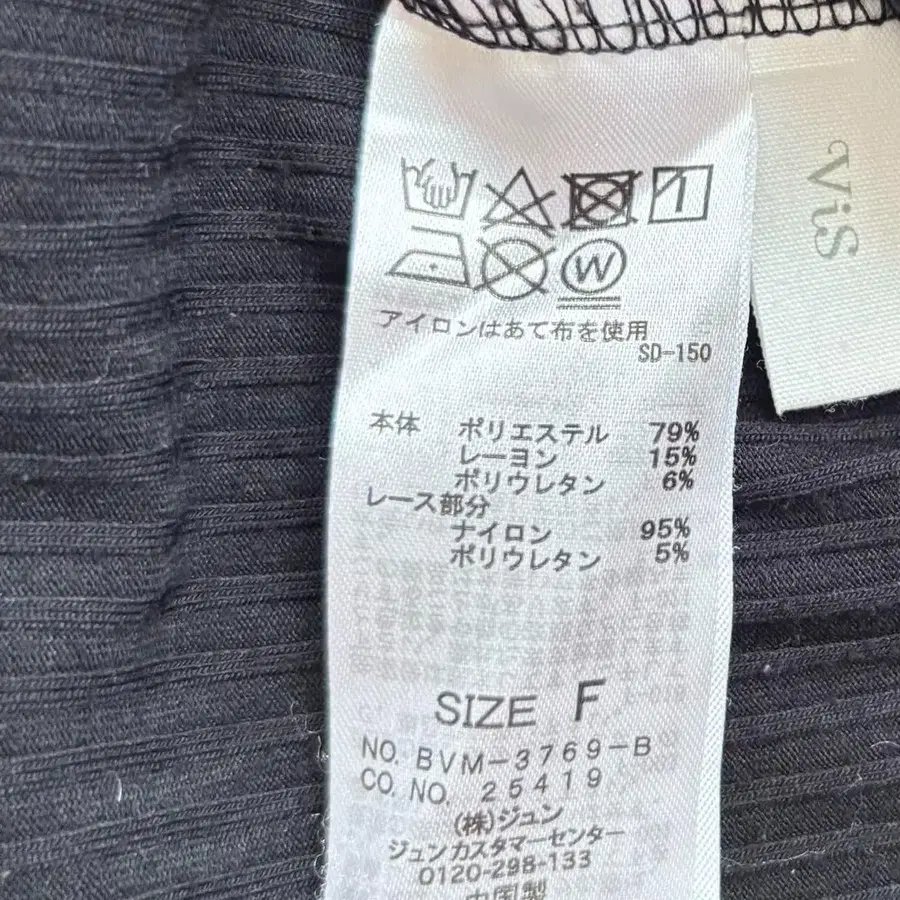 W
アイロンはあて布を使用
SD-150
本体 ポリエステル 79%
レーヨン 15%
ポリウレタン 6%
レース部分
ナイロン 95%
ポリウレタン 5%
SIZE F
NO. BVM-3769-B
CO. NO. 25419
(株)ジュン
ジュンカスタマーセンター
0120-298-133
中国製
ViS